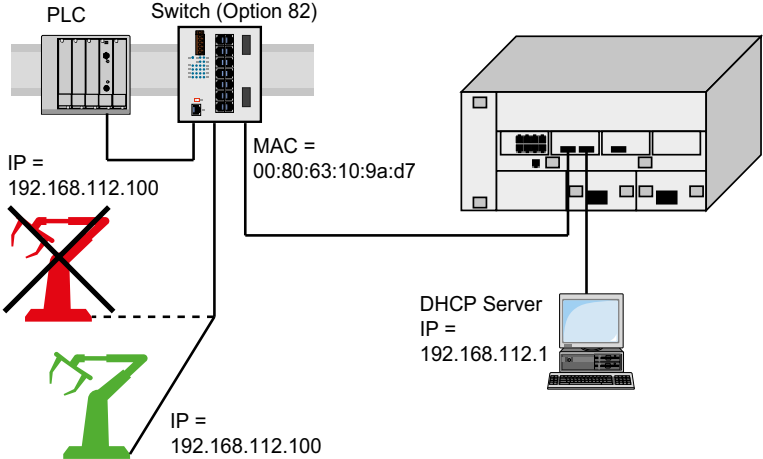 PLC
Switch (Option 82)
MAC =
00:80:63:10:9a:d7
IP =
192.168.112.100
DHCP Server
IP =
192.168.112.1
IP =
192.168.112.100